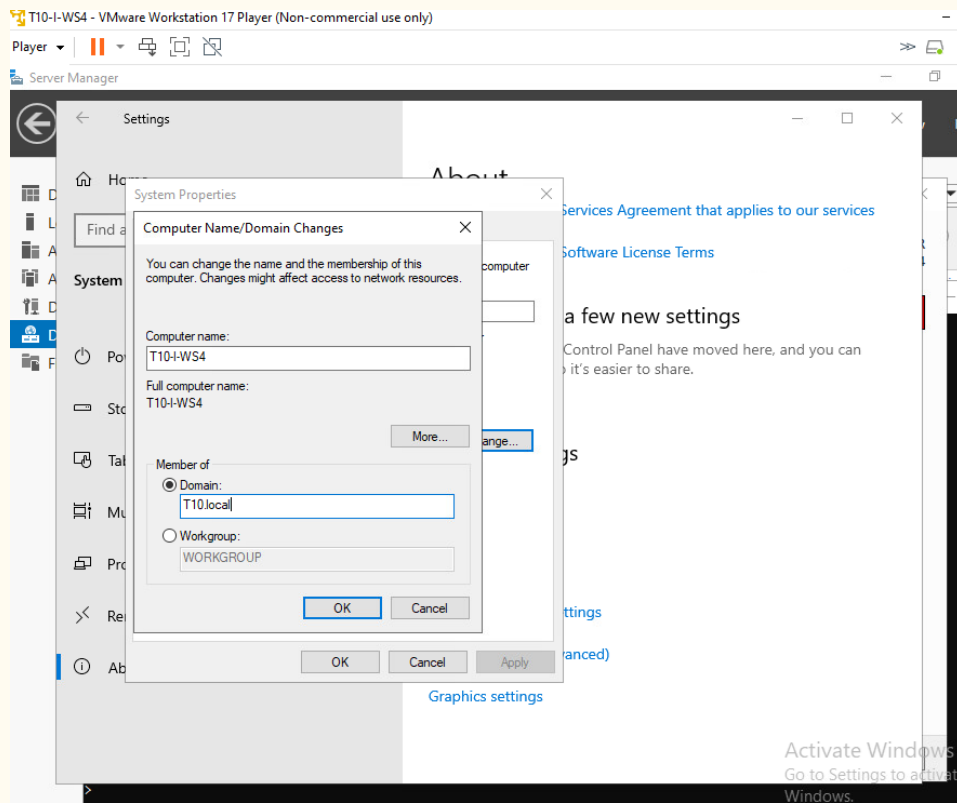 T10-I-WS4 - VMware Workstation 17 Player (Non-commercial use only)
Player
Server Manager
Settings
About
System Properties
Find a
Computer Name/Domain Changes
Services Agreement that applies to our services
You can change the name and the membership of this
computer. Changes might affect access to network resources.
computer
Software License Terms
System
a few new settings
Computer name:
T10-I-WS4
Control Panel have moved here, and you can
it's easier to share.
Full computer name:
T10-I-WS4
More...
ange...
gs
Member of
Domain:
T10.local
Workgroup:
WORKGROUP
OK
Cancel
ttings
OK
Cancel
Apply
vanced)
Graphics settings
Activate Windows
Go to Settings to activat
Windows.